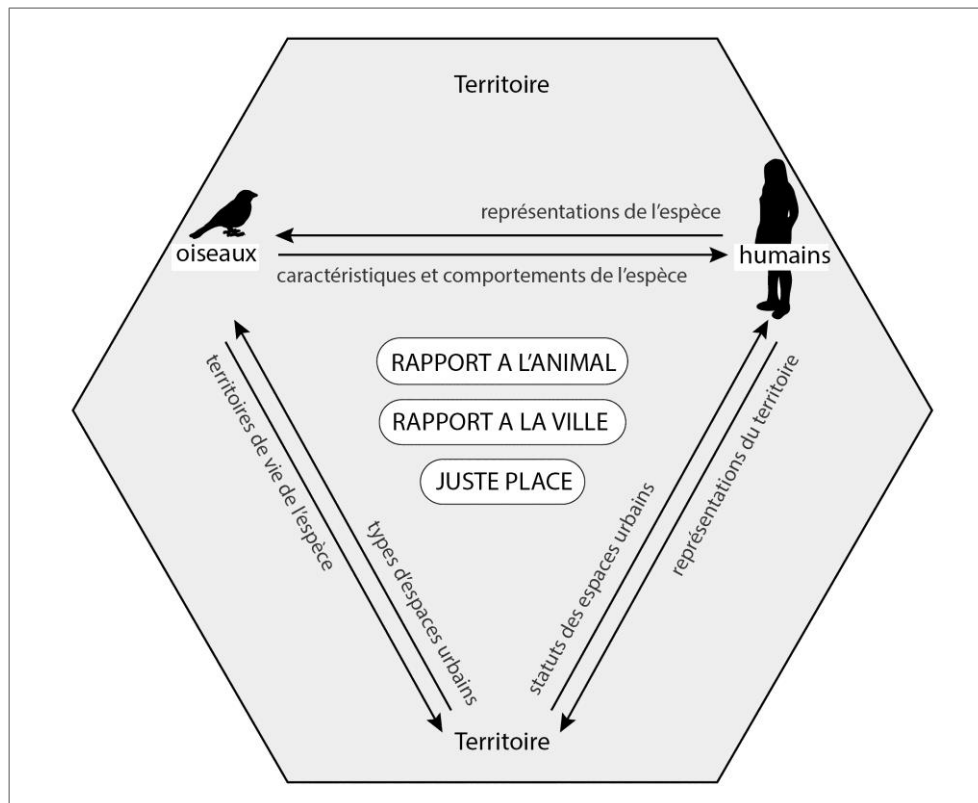 Territoire
représentations de l'espèce
oiseaux
humains
caractéristiques et comportements de l'espèce
RAPPORT A L'ANIMAL
RAPPORT A LA VILLE
JUSTE PLACE
territoires de vie de l'espèce
types d'espaces urbains
statuts des espaces urbains
représentations du territoire
Territoire